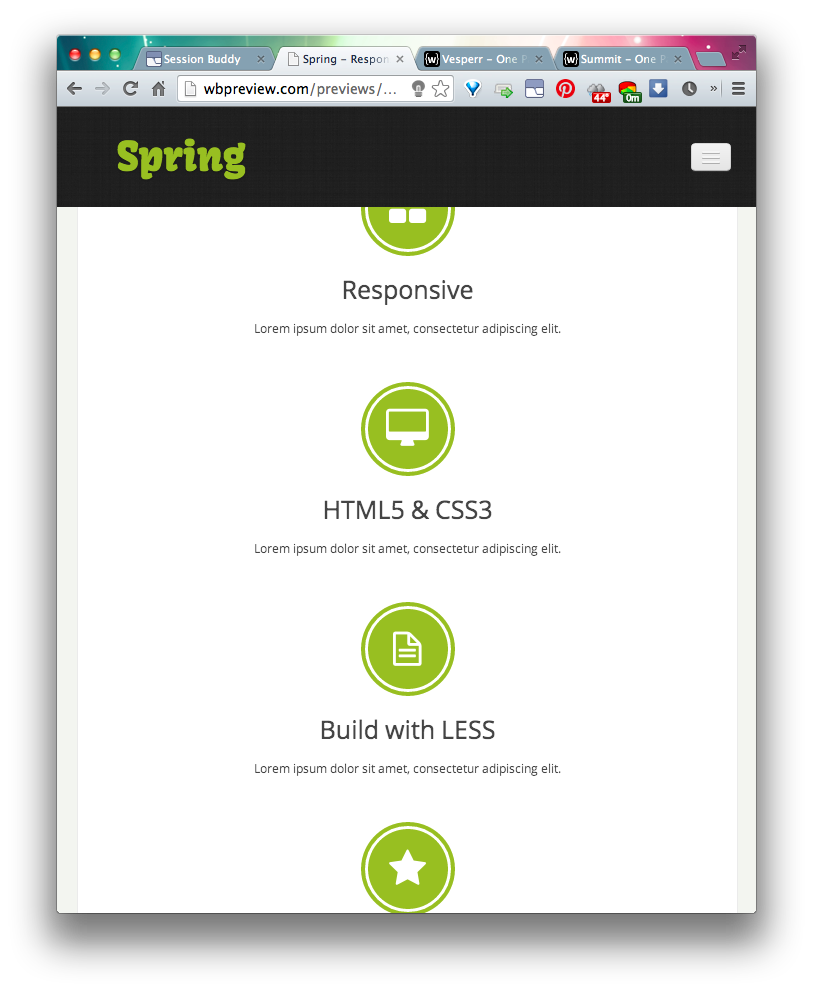 Session Buddy
Spring – Respon
Vesperr – One P
Summit – One P
wbpreview.com/previews/...
44°
0m
»
Spring
Responsive
Lorem ipsum dolor sit amet, consectetur adipiscing elit.
HTML5 & CSS3
Lorem ipsum dolor sit amet, consectetur adipiscing elit.
Build with LESS
Lorem ipsum dolor sit amet, consectetur adipiscing elit.